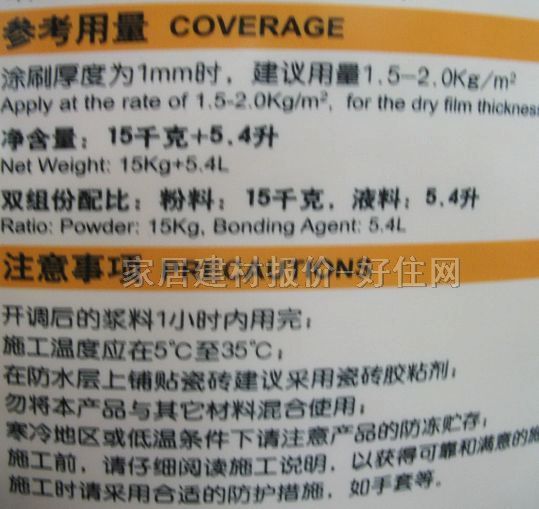 参考用量 COVERAGE
涂刷厚度为1mm时，建议用量1.5-2.0Kg/m²
Apply at the rate of 1.5-2.0Kg/m², for the dry film thickness
净含量：15千克+5.4升
Net Weight: 15Kg+5.4L
双组份配比：粉料：15千克，液料：5.4升
Ratio: Powder: 15Kg, Bonding Agent: 5.4L
注意事项 PRECAUTIONS
家居建材报价-好住网
开调后的浆料1小时内用完；
施工温度应在5℃至35℃；
在防水层上铺贴瓷砖建议采用瓷砖胶粘剂；
勿将本产品与其它材料混合使用；
寒冷地区或低温条件下请注意产品的防冻贮存；
施工前，请仔细阅读施工说明，以获得可靠和满意的施
施工时请采用合适的防护措施，如手套等.